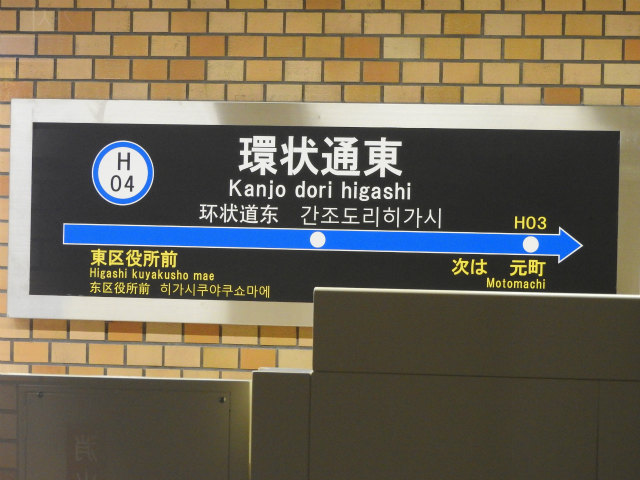 H
04
環状通東
Kanjo dori higashi
环状道东 간조도리히가시
H03
東区役所前
Higashi kuyakusho mae
东区役所前 히가시쿠야쿠쇼마에
次は 元町
Motomachi
消